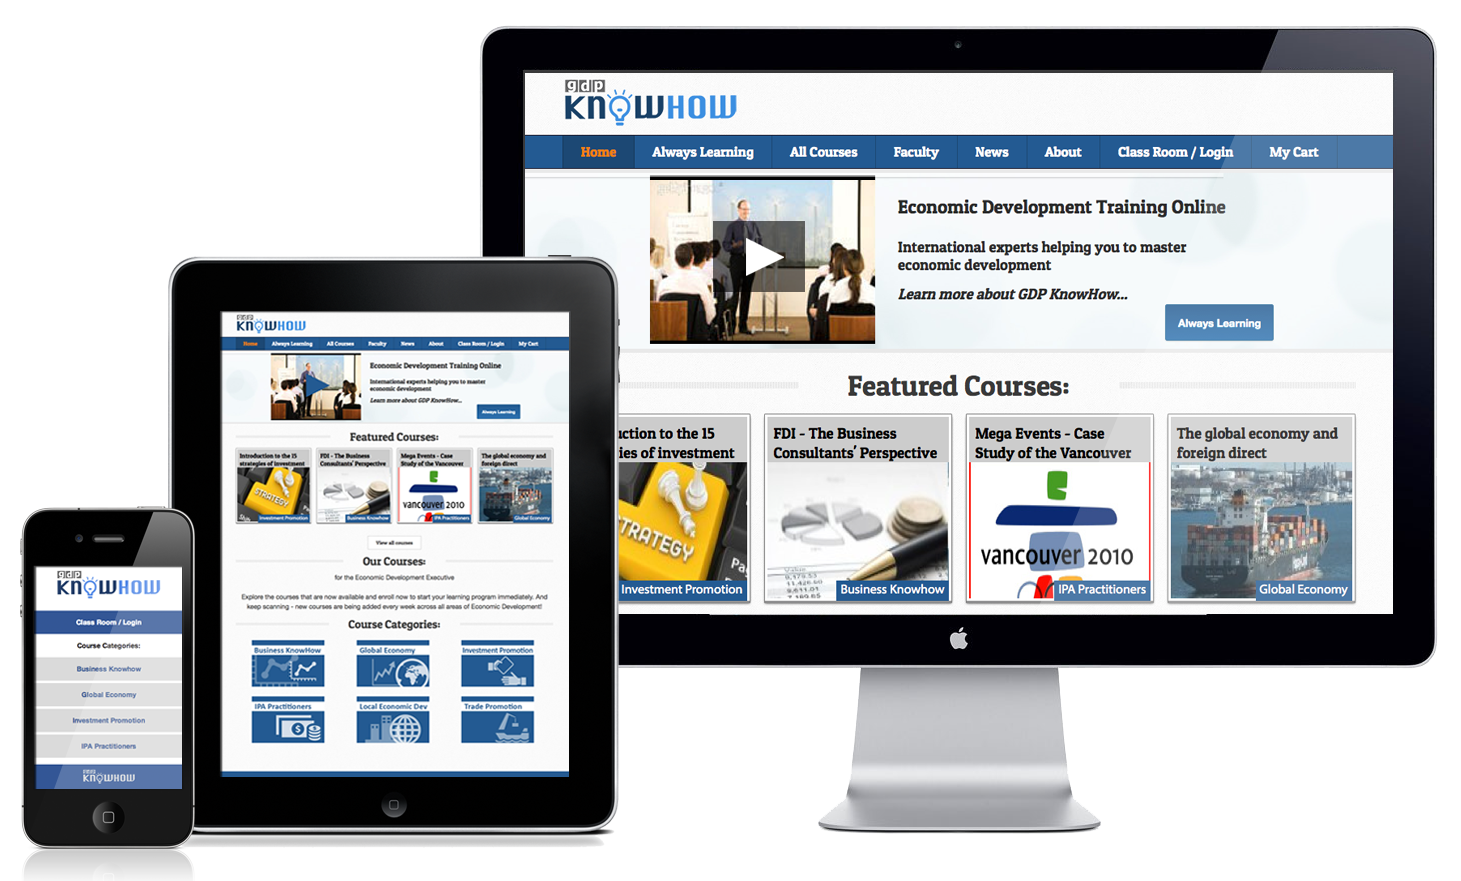 gdp
KNOWHOW
Home
Always Learning
All Courses
Faculty
News
About
Class Room / Login
My Cart
Economic Development Training Online
International experts helping you to master
economic development
Learn more about GDP KnowHow...
Always Learning
Featured Courses:
uction to the 15
ies of investment
STRATEGY
Investment Promotion
FDI - The Business
Consultants' Perspective
Value
Business Knowhow
Mega Events - Case
Study of the Vancouver
vancouver 2010
IPA Practitioners
The global economy and
foreign direct
Global Economy
gdp
KNOWHOW
Home
Always Learning
All Courses
Faculty
News
About
Class Room / Login
My Cart
Economic Development Training Online
International experts helping you to master
economic development
Learn more about GDP KnowHow...
Always Learning
Featured Courses:
Introduction to the 15
strategies of investment
STRATEGY
Investment Promotion
FDI - The Business
Consultants' Perspective
Business Knowhow
Mega Events - Case
Study of the Vancouver
vancouver 2010
IPA Practitioners
The global economy and
foreign direct
Global Economy
View all courses
Our Courses:
for the Economic Development Executive
Explore the courses that are now available and enroll now to start your learning program immediately. And
keep scanning - new courses are being added every week across all areas of Economic Development!
Course Categories:
Business KnowHow
Global Economy
Investment Promotion
IPA Practitioners
Local Economic Dev
Trade Promotion
gdp
KNOWHOW
Class Room / Login
Course Categories:
Business Knowhow
Global Economy
Investment Promotion
IPA Practitioners
gdp
KNOWHOW